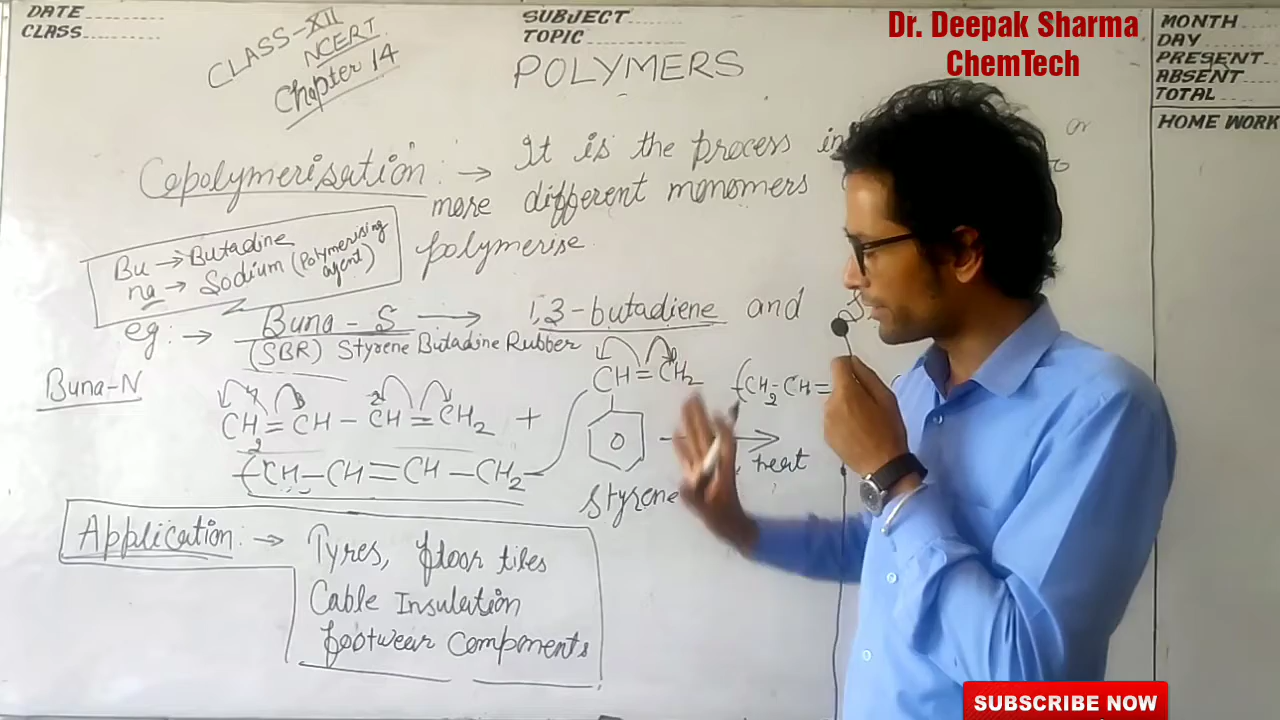 DATE
CLASS
SUBJECT
TOPIC
Dr. Deepak Sharma
ChemTech
MONTH
DAY
PRESENT
ABSENT
TOTAL
HOME WORK
CLASS-XII
NCERT
Chapter 14
POLYMERS
Copolymerisation :→ It is the process in
or
more different monomers
polymerise
Bu → Butadine
na → Sodium (Polymerising
agent)
eg: → Buna-S → 1,3-butadiene and
(SBR) Styrene Butadine Rubber
Buna-N
CH=CH2
(CH2-CH=
CH2=CH-CH=CH2 +
(CH-CH=CH-CH2
heat
Styrene
Application: → Tyres, floor tiles
Cable Insulation
footwear Components
SUBSCRIBE NOW